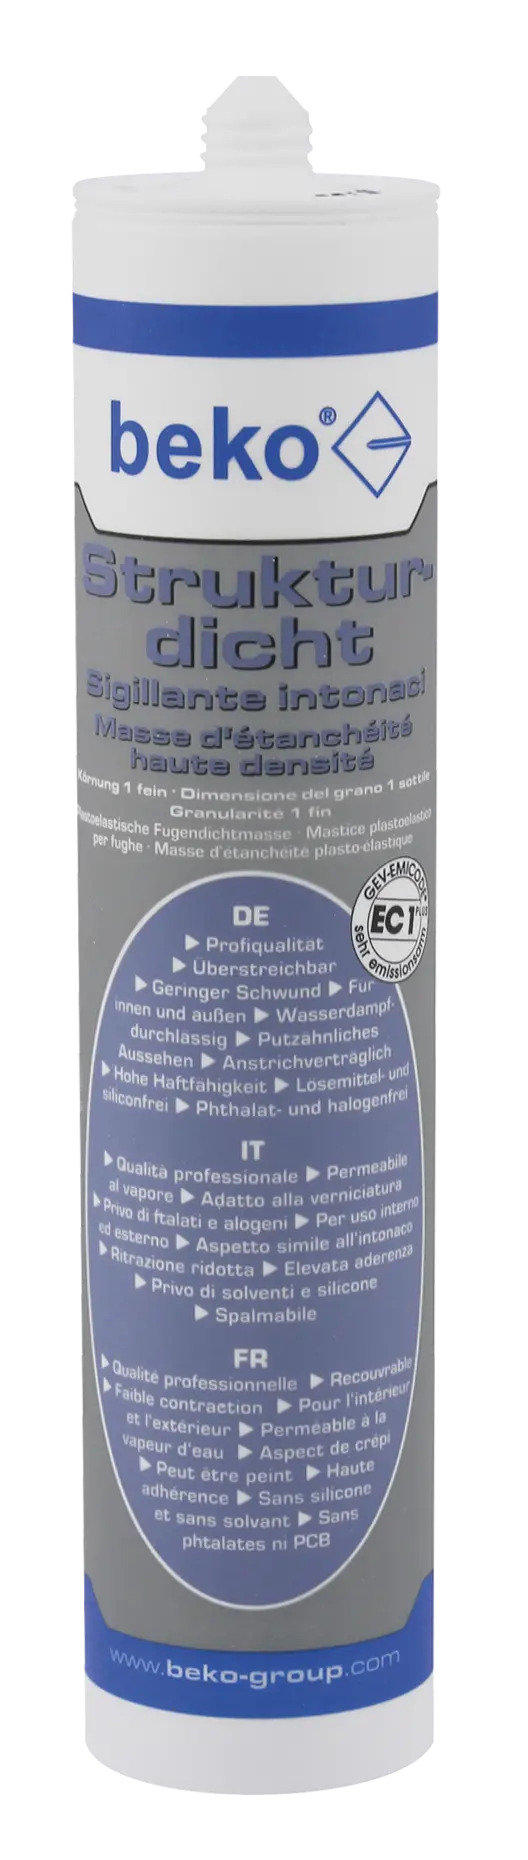 beko®
Struktur-
dicht
Sigillante intonaci
Masse d'étanchéité
haute densité
Körnung 1 fein · Dimensione del grano 1 sottile
Granularité 1 fin
Plastoelastische Fugendichtmasse · Mastice plastoelastico
per fughe · Masse d'étanchéité plasto-élastique
GEV-EMICODE
EC1 PLUS
sehr emissionsarm
DE
▶ Profiqualität
▶ Überstreichbar
▶ Geringer Schwund ▶ Für
innen und außen ▶ Wasserdampf-
durchlässig ▶ Putzähnliches
Aussehen ▶ Anstrichverträglich
▶ Hohe Haftfähigkeit ▶ Lösemittel- und
siliconfrei ▶ Phthalat- und halogenfrei
IT
▶ Qualità professionale ▶ Permeabile
al vapore ▶ Adatto alla verniciatura
▶ Privo di ftalati e alogeni ▶ Per uso interno
ed esterno ▶ Aspetto simile all'intonaco
▶ Ritrazione ridotta ▶ Elevata aderenza
▶ Privo di solventi e silicone
▶ Spalmabile
FR
▶ Qualité professionnelle ▶ Recouvrable
▶ Faible contraction ▶ Pour l'intérieur
et l'extérieur ▶ Perméable à la
vapeur d'eau ▶ Aspect de crépi
▶ Peut être peint ▶ Haute
adhérence ▶ Sans silicone
et sans solvant ▶ Sans
phtalates ni PCB
www.beko-group.com